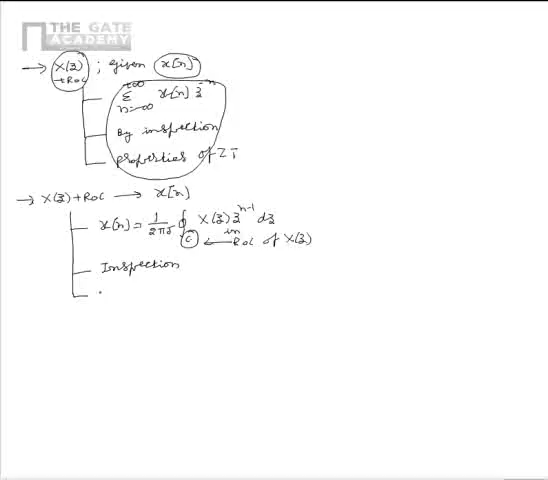 THE GATE
ACADEMY
→ X(z) ; given x[n]
+ROC
+∞
Σ x[n] z^-n
n=-∞
By inspection
properties of ZT
→ X(z)+ROC → x[n]
x[n] = 1/2πj ∮ X(z) z^n-1 dz
C ← in ROC of X(z)
Inspection